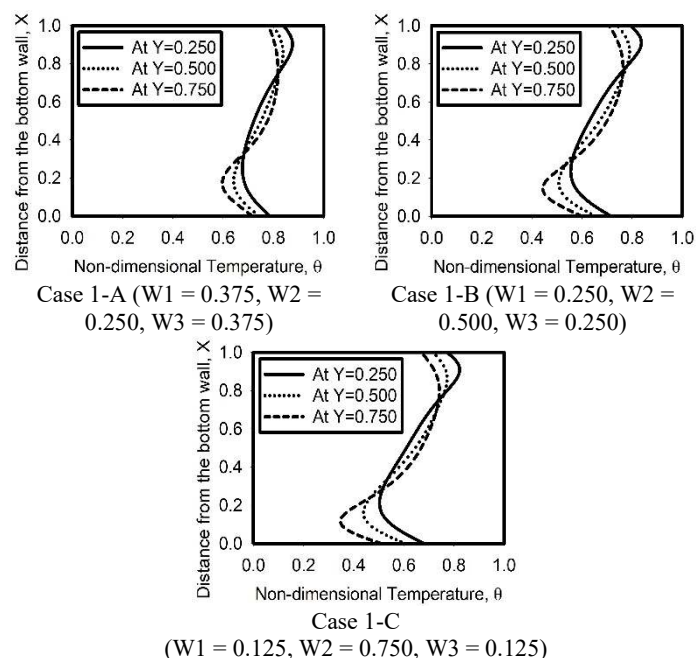 Distance from the bottom wall, X
1.0
0.8
0.6
0.4
0.2
0.0
At Y=0.250
At Y=0.500
At Y=0.750
0.0 0.2 0.4 0.6 0.8 1.0
Non-dimensional Temperature, θ
Case 1-A (W1 = 0.375, W2 =
0.250, W3 = 0.375)
Distance from the bottom wall, X
1.0
0.8
0.6
0.4
0.2
0.0
At Y=0.250
At Y=0.500
At Y=0.750
0.0 0.2 0.4 0.6 0.8 1.0
Non-dimensional Temperature, θ
Case 1-B (W1 = 0.250, W2 =
0.500, W3 = 0.250)
Distance from the bottom wall, X
1.0
0.8
0.6
0.4
0.2
0.0
At Y=0.250
At Y=0.500
At Y=0.750
0.0 0.2 0.4 0.6 0.8 1.0
Non-dimensional Temperature, θ
Case 1-C
(W1 = 0.125, W2 = 0.750, W3 = 0.125)